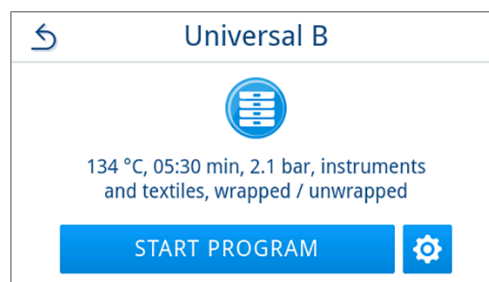 Universal B
134 °C, 05:30 min, 2.1 bar, instruments
and textiles, wrapped / unwrapped
START PROGRAM